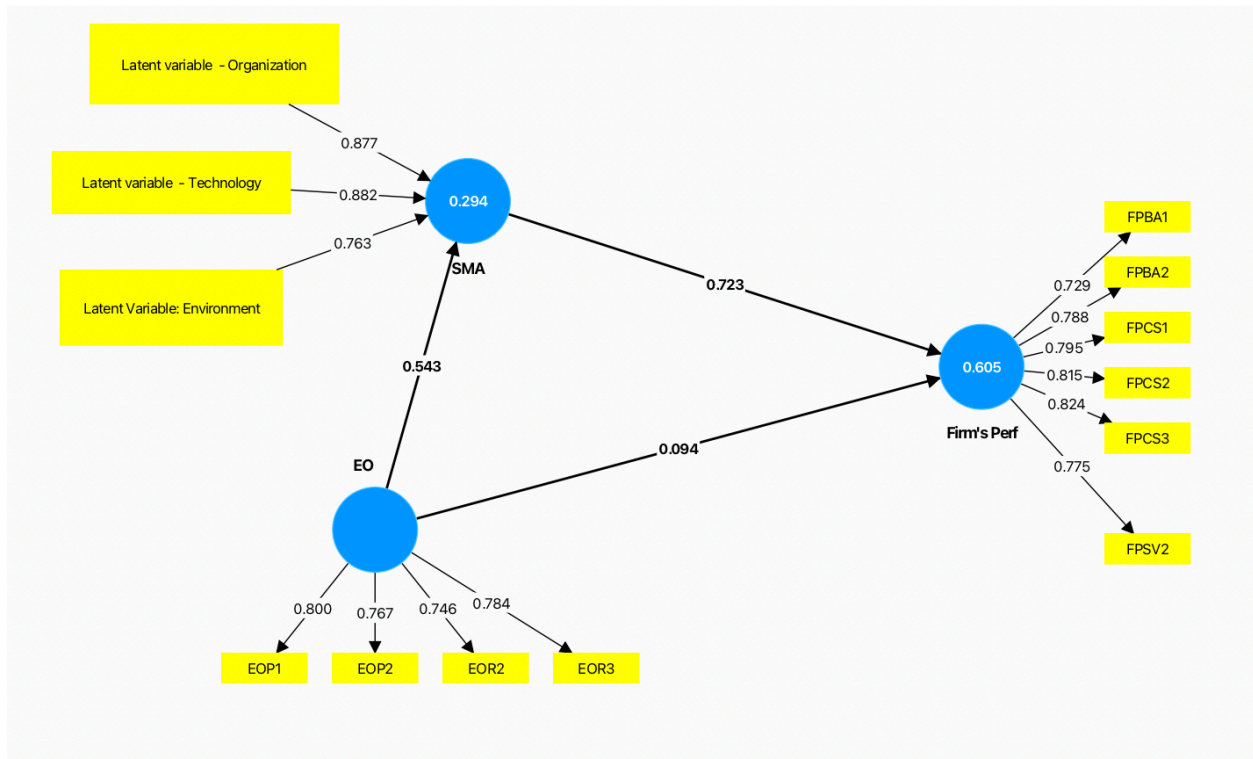 Latent variable - Organization
0.877
Latent variable - Technology
0.882
0.294
Latent Variable: Environment
0.763
SMA
0.723
0.543
0.094
EO
0.605
Firm's Perf
FPBA1
0.729
FPBA2
0.788
FPCS1
0.795
FPCS2
0.815
FPCS3
0.824
0.775
FPSV2
0.800
0.767
0.746
0.784
EOP1
EOP2
EOR2
EOR3